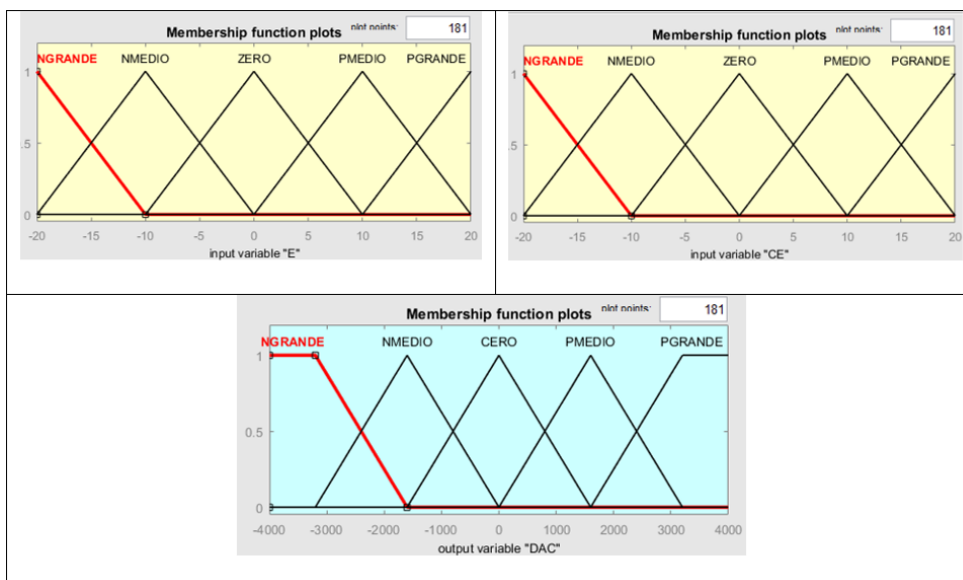 Membership function plots plot points: 181
NGRANDE NMEDIO ZERO PMEDIO PGRANDE
1
.5
0
-20 -15 -10 -5 0 5 10 15 20
input variable "E"
Membership function plots plot points: 181
NGRANDE NMEDIO ZERO PMEDIO PGRANDE
1
.5
0
-20 -15 -10 -5 0 5 10 15 20
input variable "CE"
Membership function plots plot points: 181
NGRANDE NMEDIO CERO PMEDIO PGRANDE
1
0.5
0
-4000 -3000 -2000 -1000 0 1000 2000 3000 4000
output variable "DAC"